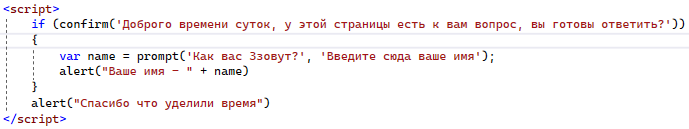 <script>
if (confirm('Доброго времени суток, у этой страницы есть к вам вопрос, вы готовы ответить?'))
{
var name = prompt('Как вас Ззовут?', 'Введите сюда ваше имя');
alert("Ваше имя - " + name)
}
alert("Спасибо что уделили время")
</script>